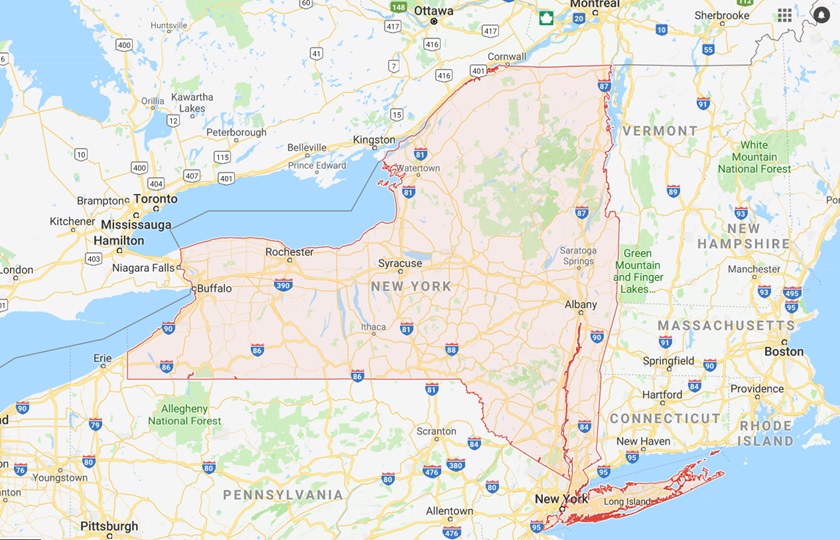 Montreal
Ottawa
148
112
20
417
417
Huntsville
Sherbrooke
10
400
416
41
55
Cornwall
7
416
401
87
Orillia
Kawartha
Lakes
91
15
12
Peterborough
VERMONT
Kingston
Belleville
White
Mountain
National Forest
10
115
81
400
Prince Edward
Watertown
407
401
404
81
89
Brampton
Toronto
Kitchener
Mississauga
87
93
Hamilton
NEW
HAMPSHIRE
403
Rochester
Saratoga
Springs
Green
Mountain
and Finger
Lakes...
London
Niagara Falls
Syracuse
Manchester
Buffalo
390
NEW YORK
93
495
95
Albany
90
Ithaca
81
90
MASSACHUSETTS
91
Boston
86
88
Erie
86
Springfield
90
86
81
84
Hartford
Providence
90
Allegheny
National Forest
79
CONNECTICUT
84
RHODE
ISLAND
Scranton
84
New Haven
95
80
80
476
380
95
76
Youngstown
80
80
PENNSYLVANIA
New York
Long Island
Allentown
Pittsburgh
476
95